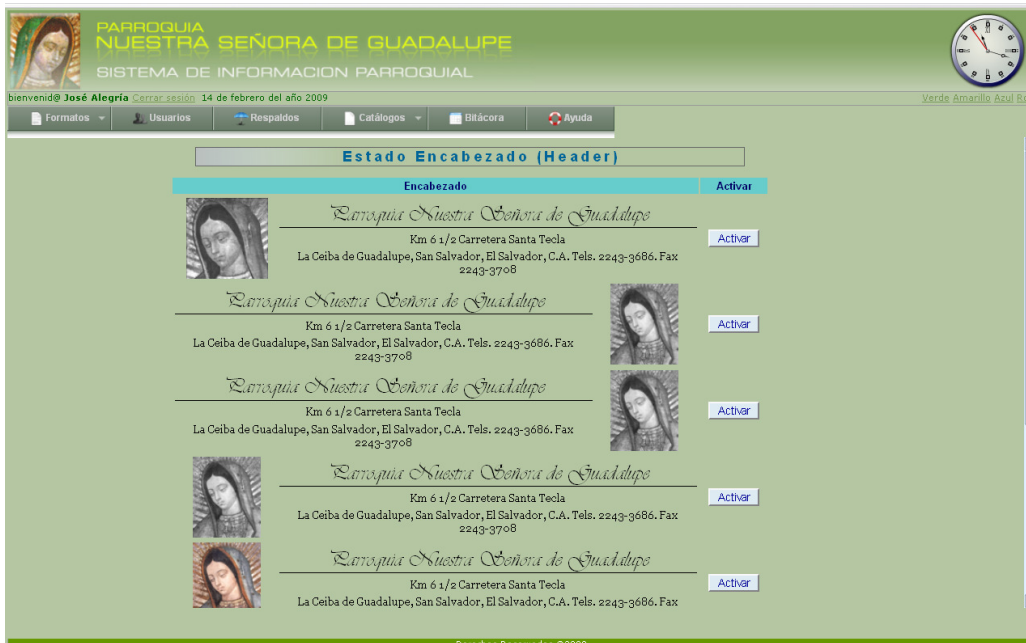 PARROQUIA
NUESTRA SEÑORA DE GUADALUPE
SISTEMA DE INFORMACION PARROQUIAL
bienvenid@ José Alegría Cerrar sesión 14 de febrero del año 2009
Verde Amarillo Azul
Formatos Usuarios Respaldos Catálogos Bitácora Ayuda
Estado Encabezado (Header)
Encabezado Activar
Parroquia Nuestra Señora de Guadalupe
Km 6 1/2 Carretera Santa Tecla
Activar
La Ceiba de Guadalupe, San Salvador, El Salvador, C.A. Tels. 2243-3686. Fax
2243-3708
Parroquia Nuestra Señora de Guadalupe
Km 6 1/2 Carretera Santa Tecla
Activar
La Ceiba de Guadalupe, San Salvador, El Salvador, C.A. Tels. 2243-3686. Fax
2243-3708
Parroquia Nuestra Señora de Guadalupe
Km 6 1/2 Carretera Santa Tecla
Activar
La Ceiba de Guadalupe, San Salvador, El Salvador, C.A. Tels. 2243-3686. Fax
2243-3708
Parroquia Nuestra Señora de Guadalupe
Km 6 1/2 Carretera Santa Tecla
Activar
La Ceiba de Guadalupe, San Salvador, El Salvador, C.A. Tels. 2243-3686. Fax
2243-3708
Parroquia Nuestra Señora de Guadalupe
Km 6 1/2 Carretera Santa Tecla
Activar
La Ceiba de Guadalupe, San Salvador, El Salvador, C.A. Tels. 2243-3686. Fax